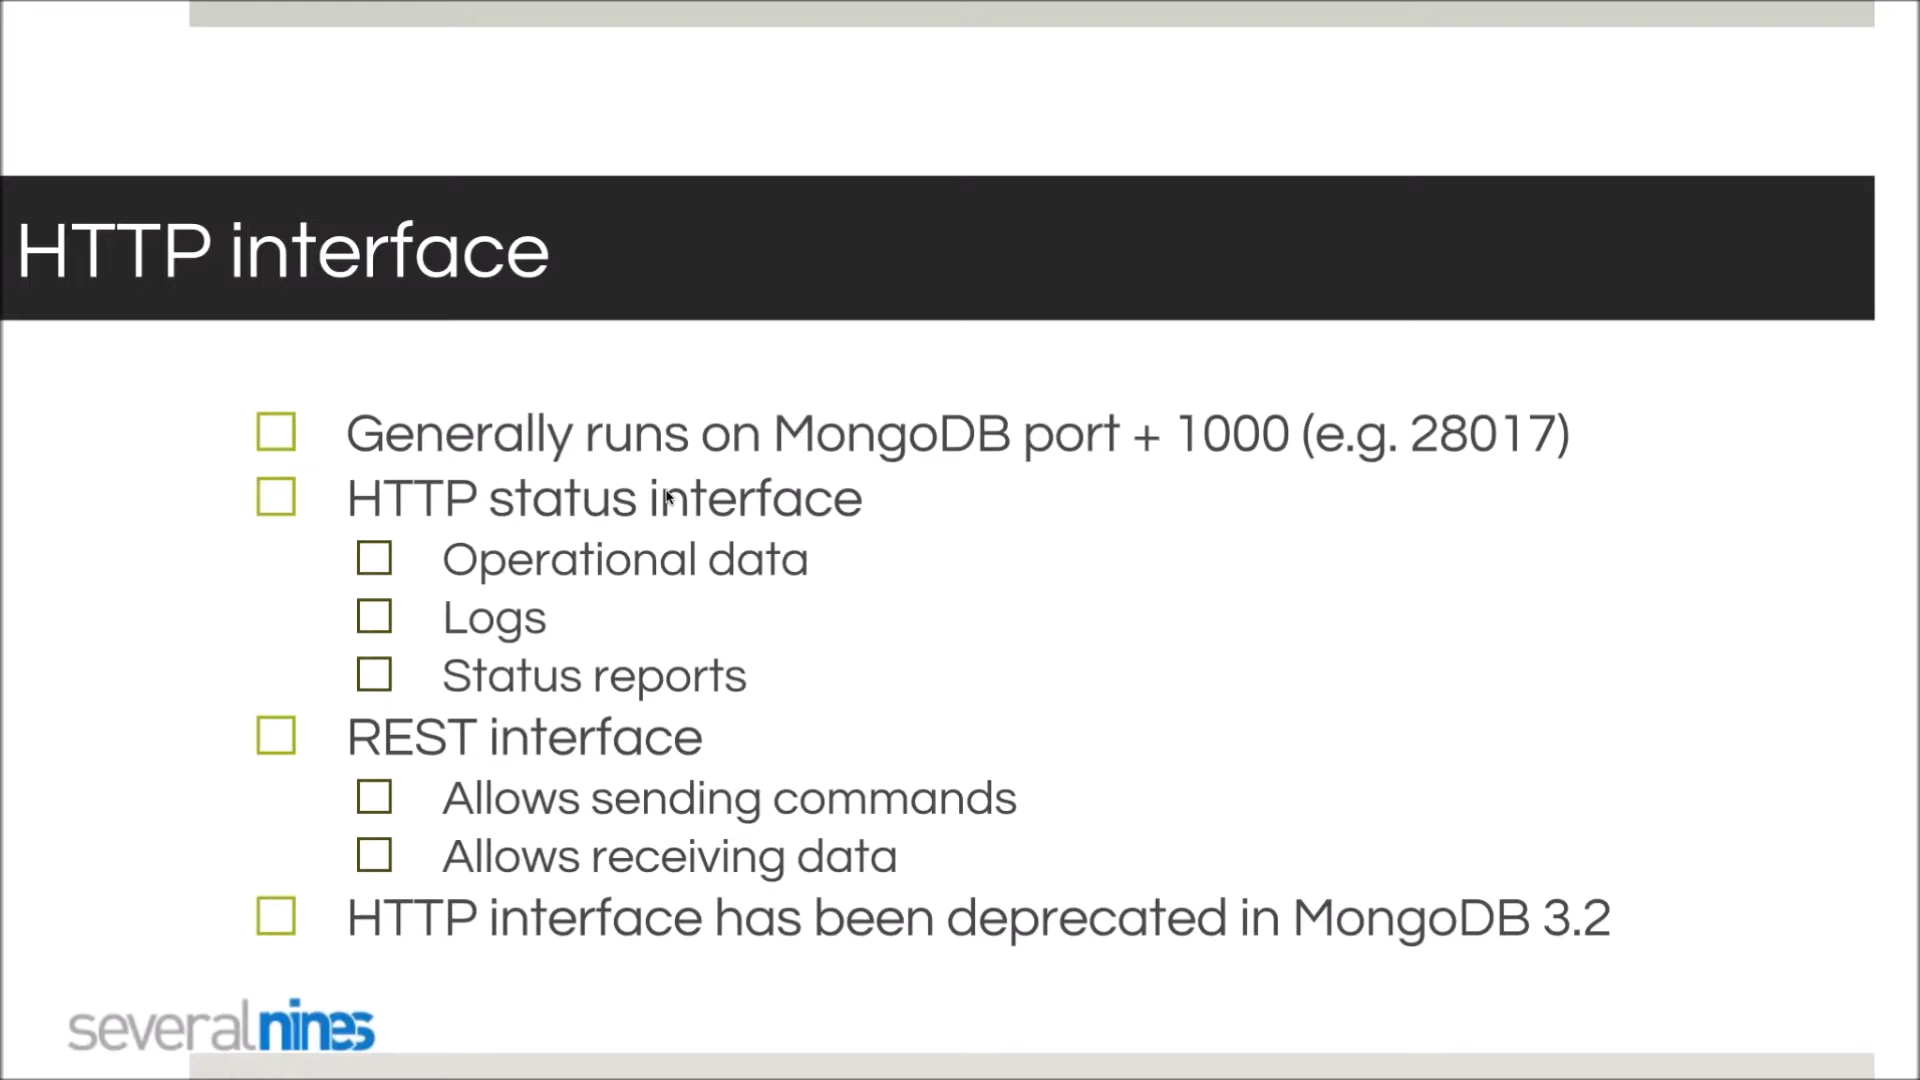 HTTP interface
Generally runs on MongoDB port + 1000 (e.g. 28017)
HTTP status interface
Operational data
Logs
Status reports
REST interface
Allows sending commands
Allows receiving data
HTTP interface has been deprecated in MongoDB 3.2
severalnines